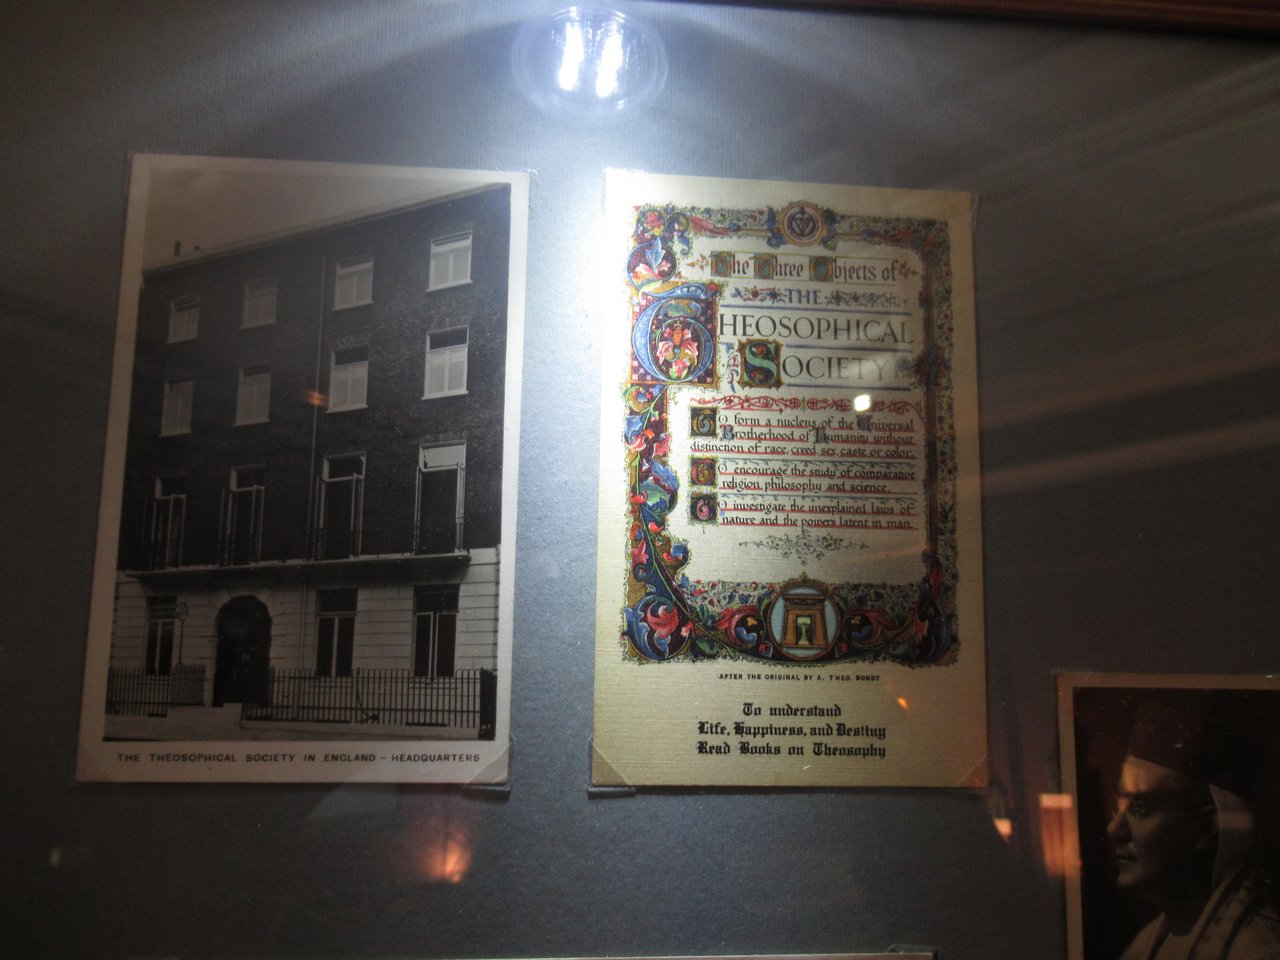 THE THEOSOPHICAL SOCIETY IN ENGLAND - HEADQUARTERS
The Three Objects of
THE
THEOSOPHICAL
SOCIETY
To form a nucleus of the Universal
Brotherhood of Humanity without
distinction of race, creed, sex, caste or color.
To encourage the study of comparative
religion, philosophy and science.
To investigate the unexplained laws of
nature and the powers latent in man.
AFTER THE ORIGINAL BY A. THEO. BONDY
To understand
Life, Happiness, and Destiny
Read Books on Theosophy